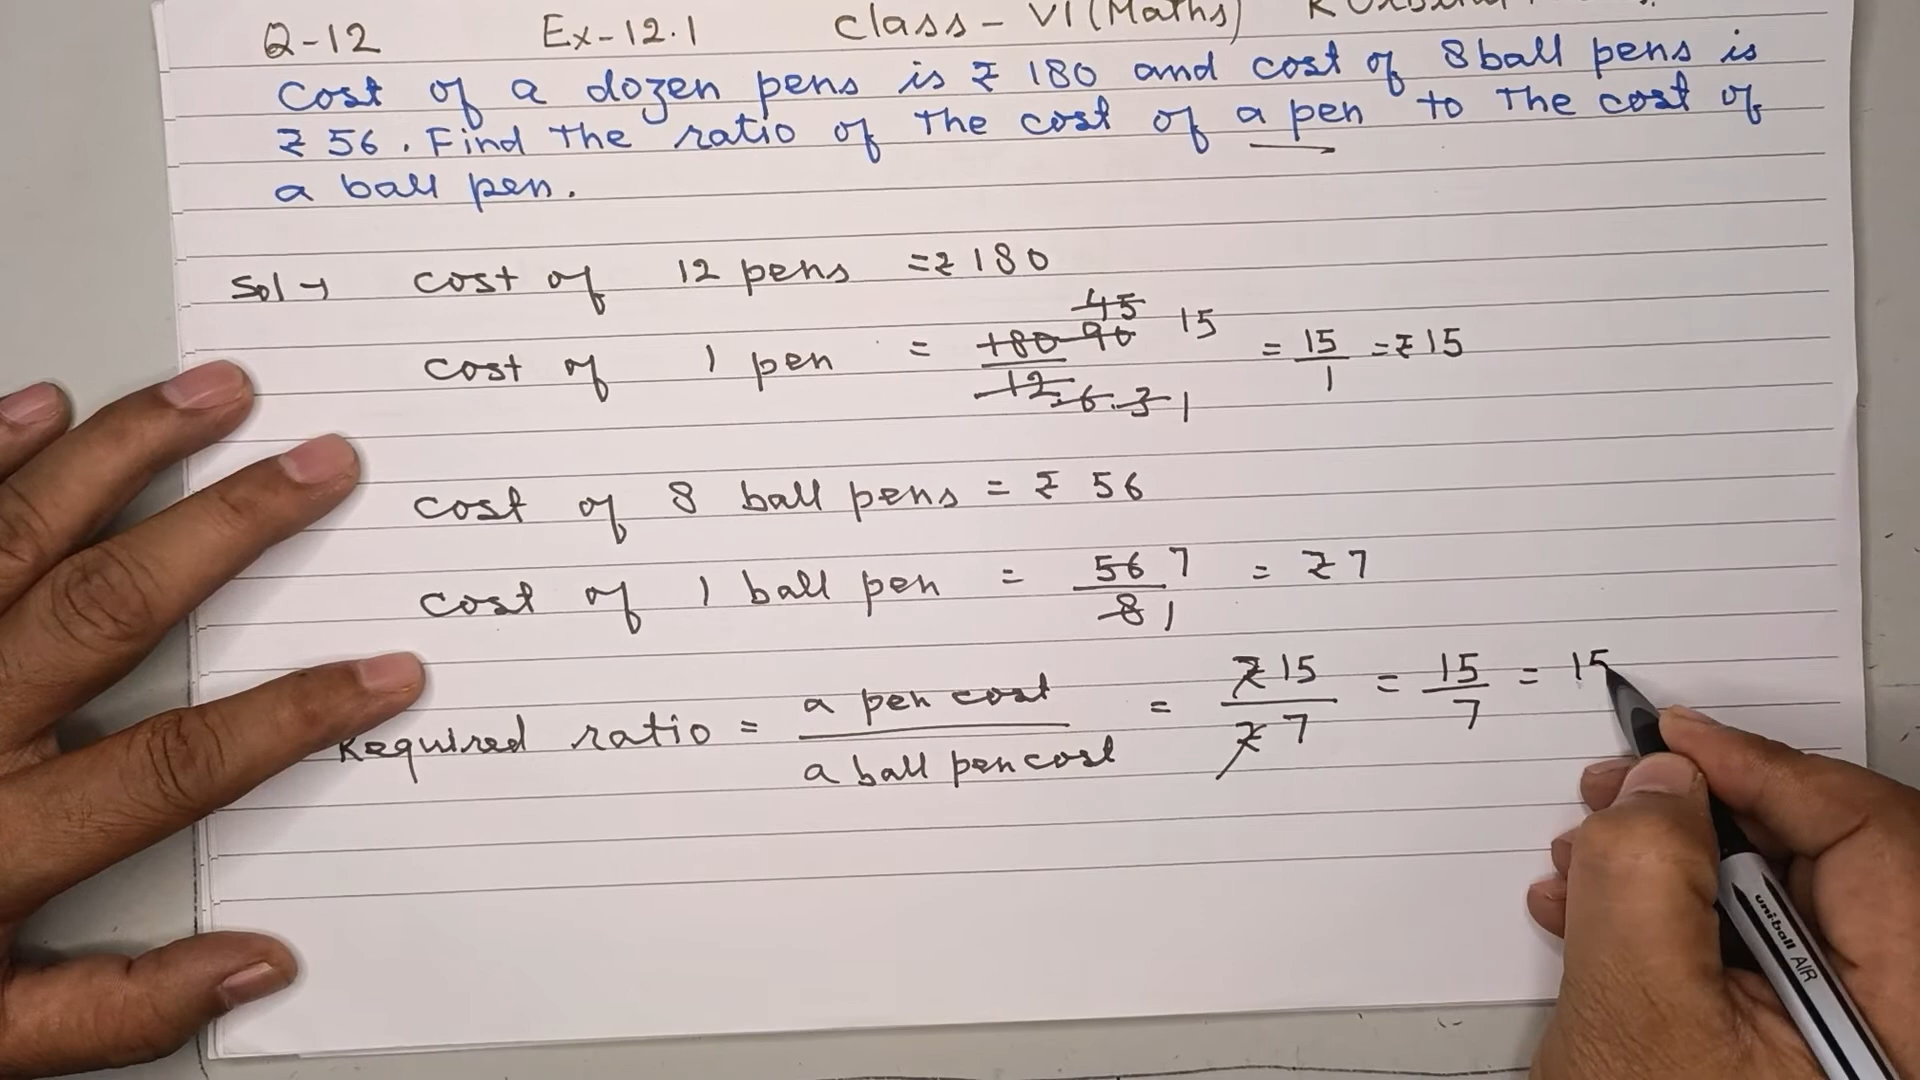 Q-12 Ex-12.1 Class - VI (Maths)
Cost of a dozen pens is ₹ 180 and cost of 8 ball pens is
₹ 56. Find The ratio of The cost of a pen to The cost of
a ball pen.
Sol→ cost of 12 pens = ₹ 180
cost of 1 pen = 180/12 90/6 45/3 15/1 = 15/1 = ₹ 15
cost of 8 ball pens = ₹ 56
cost of 1 ball pen = 56/8 7/1 = ₹ 7
Required ratio = a pen cost/a ball pen cost = ₹ 15/₹ 7 = 15/7 = 15
uni-ball AIR